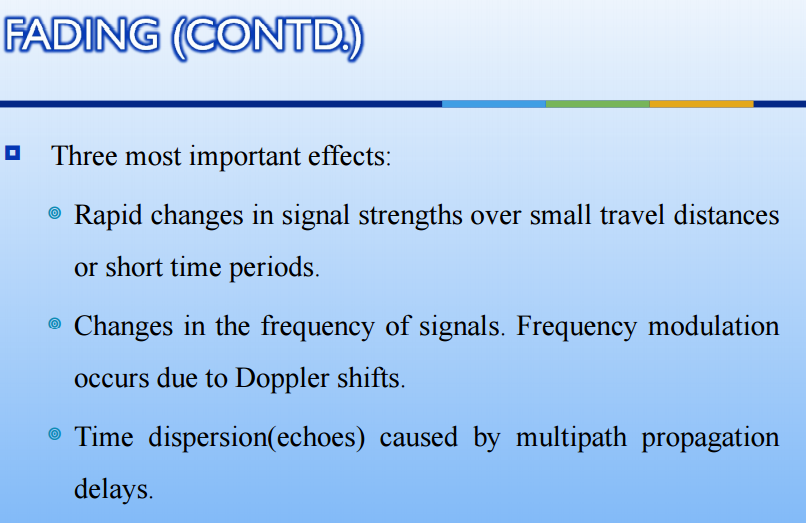 FADING (CONTD.)
Three most important effects:
Rapid changes in signal strengths over small travel distances
or short time periods.
Changes in the frequency of signals. Frequency modulation
occurs due to Doppler shifts.
Time dispersion(echoes) caused by multipath propagation
delays.